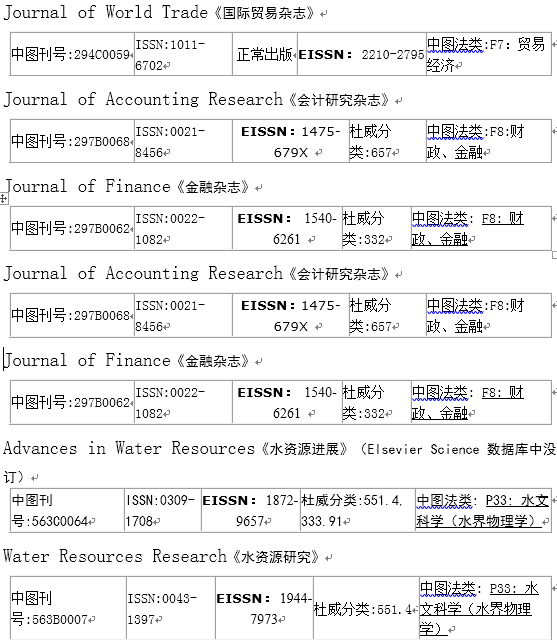 Journal of World Trade《国际贸易杂志》
中图刊号:294C0059 ISSN:1011- 正常出版 EISSN: 2210-2795 中图法类:F7: 贸易
6702 经济
Journal of Accounting Research《会计研究杂志》
中图刊号:297B0068 ISSN:0021- EISSN: 1475- 杜威分 中图法类:F8:财
8456 679X 类:657 政、金融
Journal of Finance《金融杂志》
中图刊号:297B0062 ISSN:0022- EISSN: 1540- 杜威分 中图法类: F8: 财
1082 6261 类:332 政、金融
Journal of Accounting Research《会计研究杂志》
中图刊号:297B0068 ISSN:0021- EISSN: 1475- 杜威分 中图法类:F8:财
8456 679X 类:657 政、金融
Journal of Finance《金融杂志》
中图刊号:297B0062 ISSN:0022- EISSN: 1540- 杜威分 中图法类: F8: 财
1082 6261 类:332 政、金融
Advances in Water Resources《水资源进展》（Elsevier Science 数据库中没
订）
中图刊 ISSN:0309- EISSN: 1872- 杜威分类:551.4, 中图法类: P33: 水文
号:563C0064 1708 9657 333.91 科学（水界物理学）
Water Resources Research《水资源研究》
中图刊 ISSN:0043- EISSN: 1944- 杜威分类:551.4 中图法类: P33: 水
号:563B0007 1397 7973 文科学（水界物理
学）